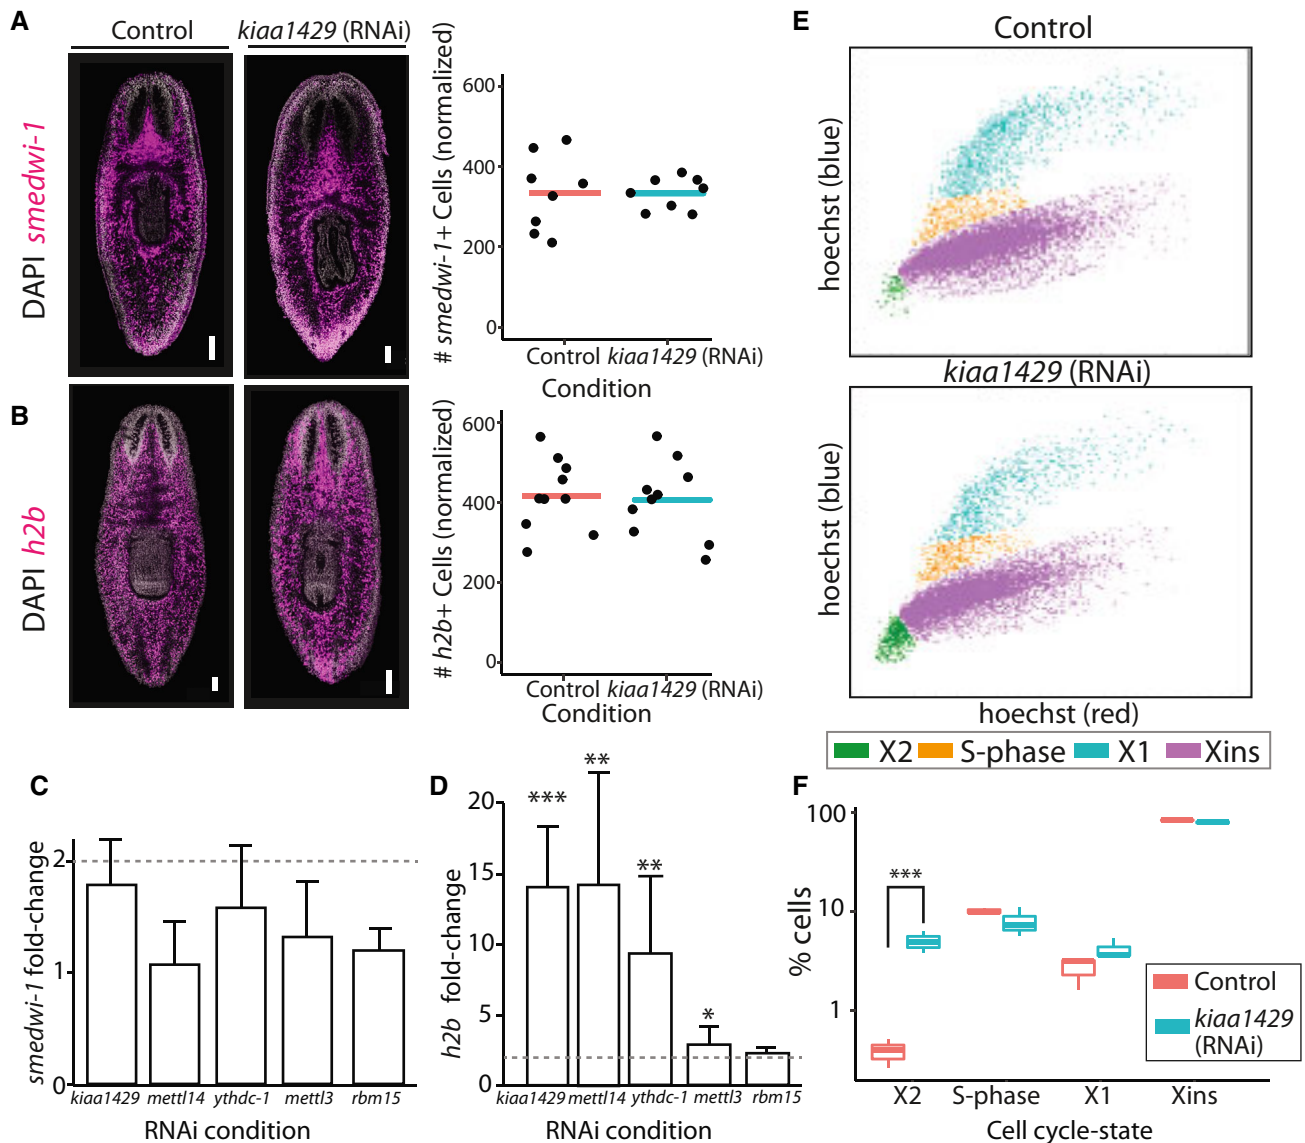 A
Control
kiaa1429 (RNAi)
DAPI smedwi-1
# smedwi-1+ Cells (normalized)
600
400
200
0
Control kiaa1429 (RNAi)
Condition
B
DAPI h2b
# h2b+ Cells (normalized)
600
400
200
0
Control kiaa1429 (RNAi)
Condition
E
Control
hoechst (blue)
kiaa1429 (RNAi)
hoechst (blue)
hoechst (red)
X2
S-phase
X1
Xins
C
smedwi-1 fold-change
2
1
0
kiaa1429 mettl14 ythdc-1 mettl3 rbm15
RNAi condition
D
h2b fold-change
20
15
10
5
0
***
**
**
*
kiaa1429 mettl14 ythdc-1 mettl3 rbm15
RNAi condition
F
% cells
100
10
1
***
Control
kiaa1429
(RNAi)
X2 S-phase X1 Xins
Cell cycle-state